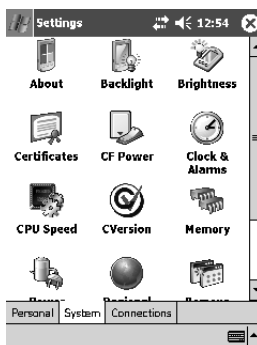 Settings 12:54
About Backlight Brightness
Certificates CF Power Clock &
Alarms
CPU Speed CVersion Memory
Personal System Connections